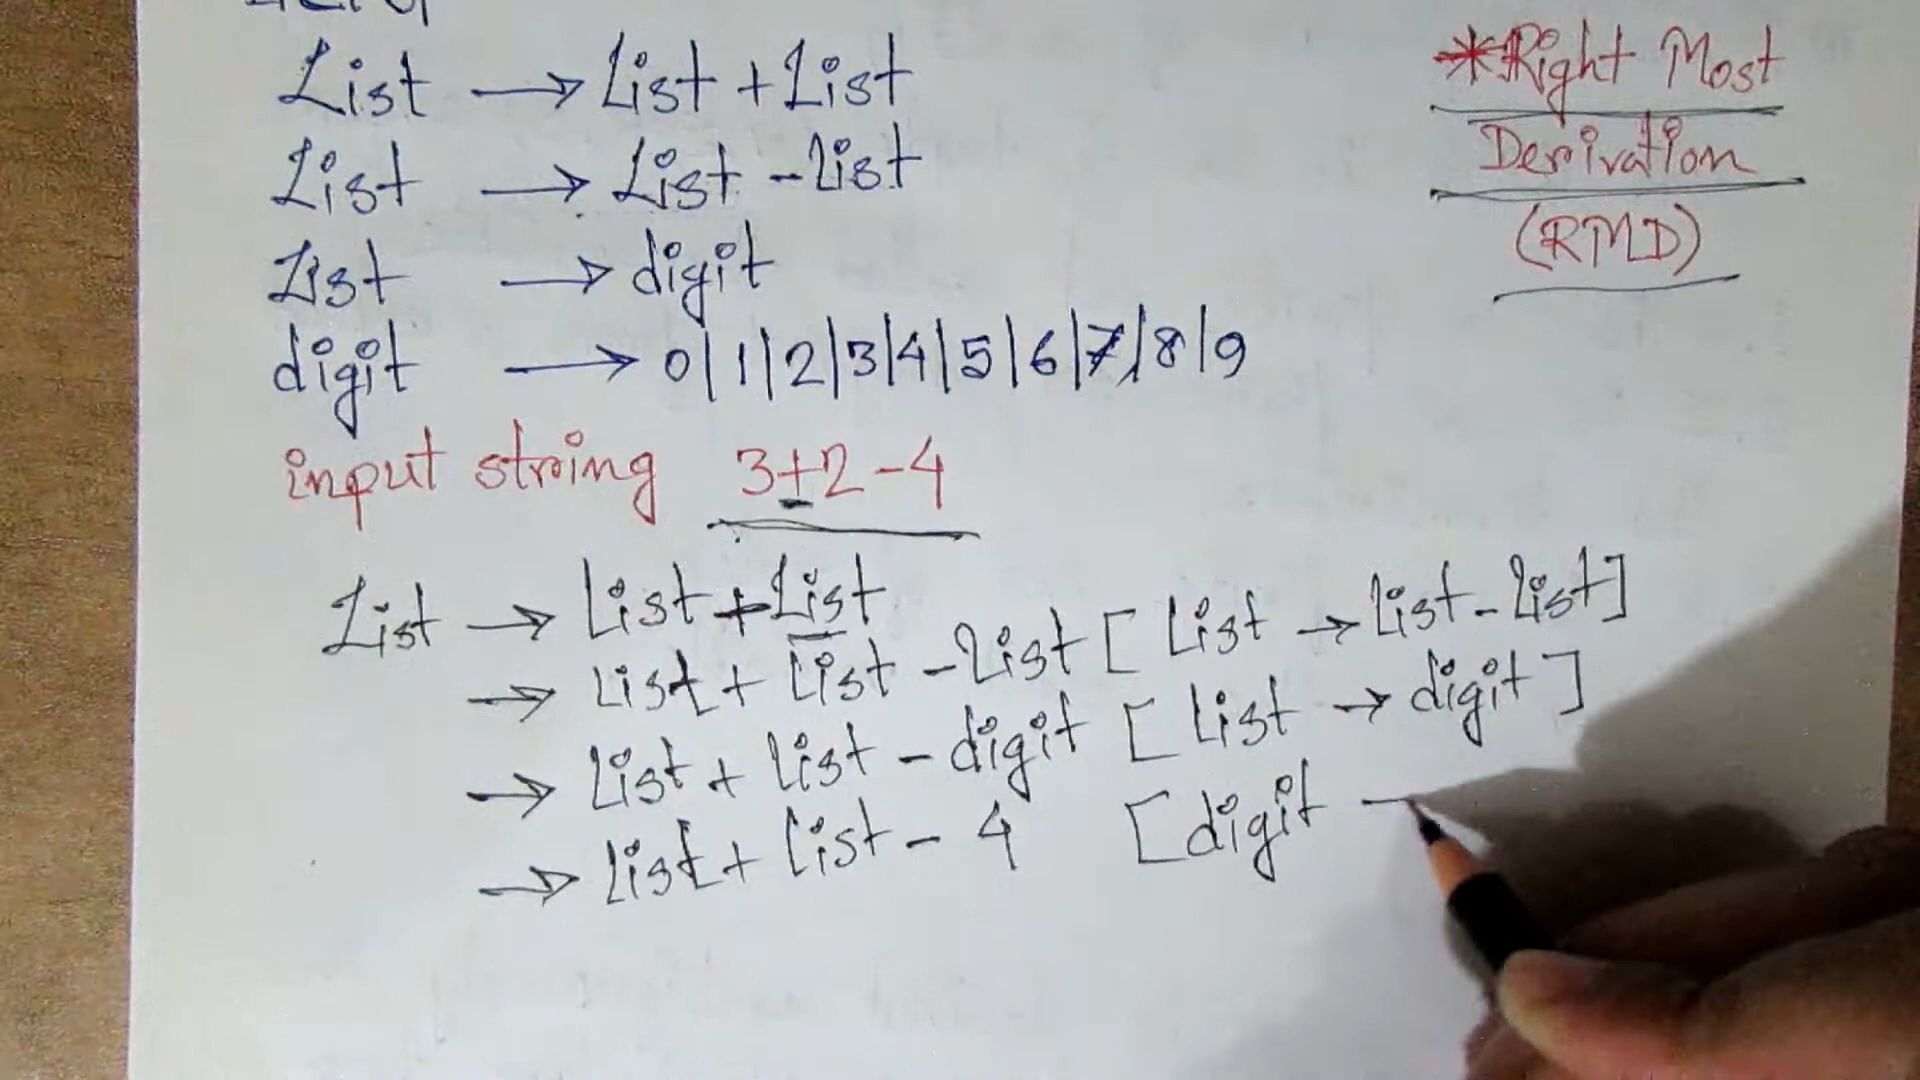 List → List + List
List → List - List
List → digit
digit → 0|1|2|3|4|5|6|7|8|9
*Right Most
Derivation
(RMD)
input string 3+2-4
List → List + List
→ List + List - List [List → List - List]
→ List + List - digit [List → digit]
→ List + List - 4 [digit -